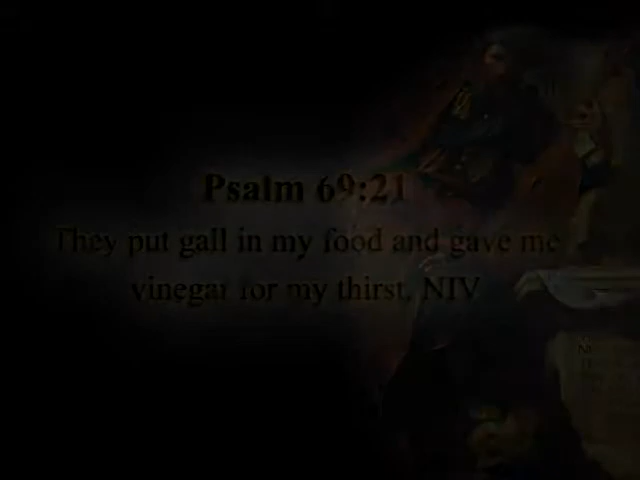 Psalm 69:21
They put gall in my food and gave me
vinegar for my thirst. NIV